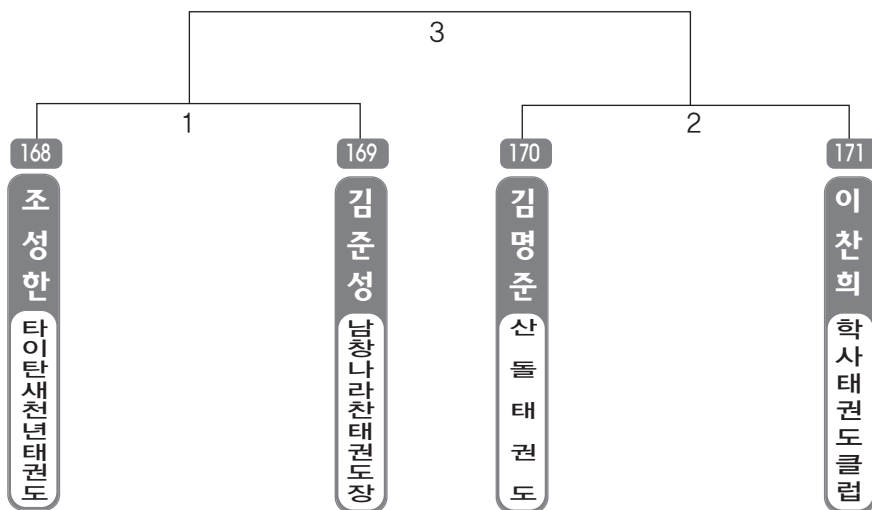 3
1
2
168
169
170
171
조성한
김준성
김명준
이찬희
타이탄새천년태권도
남창나라찬태권도장
산돌태권도
학사태권도클럽